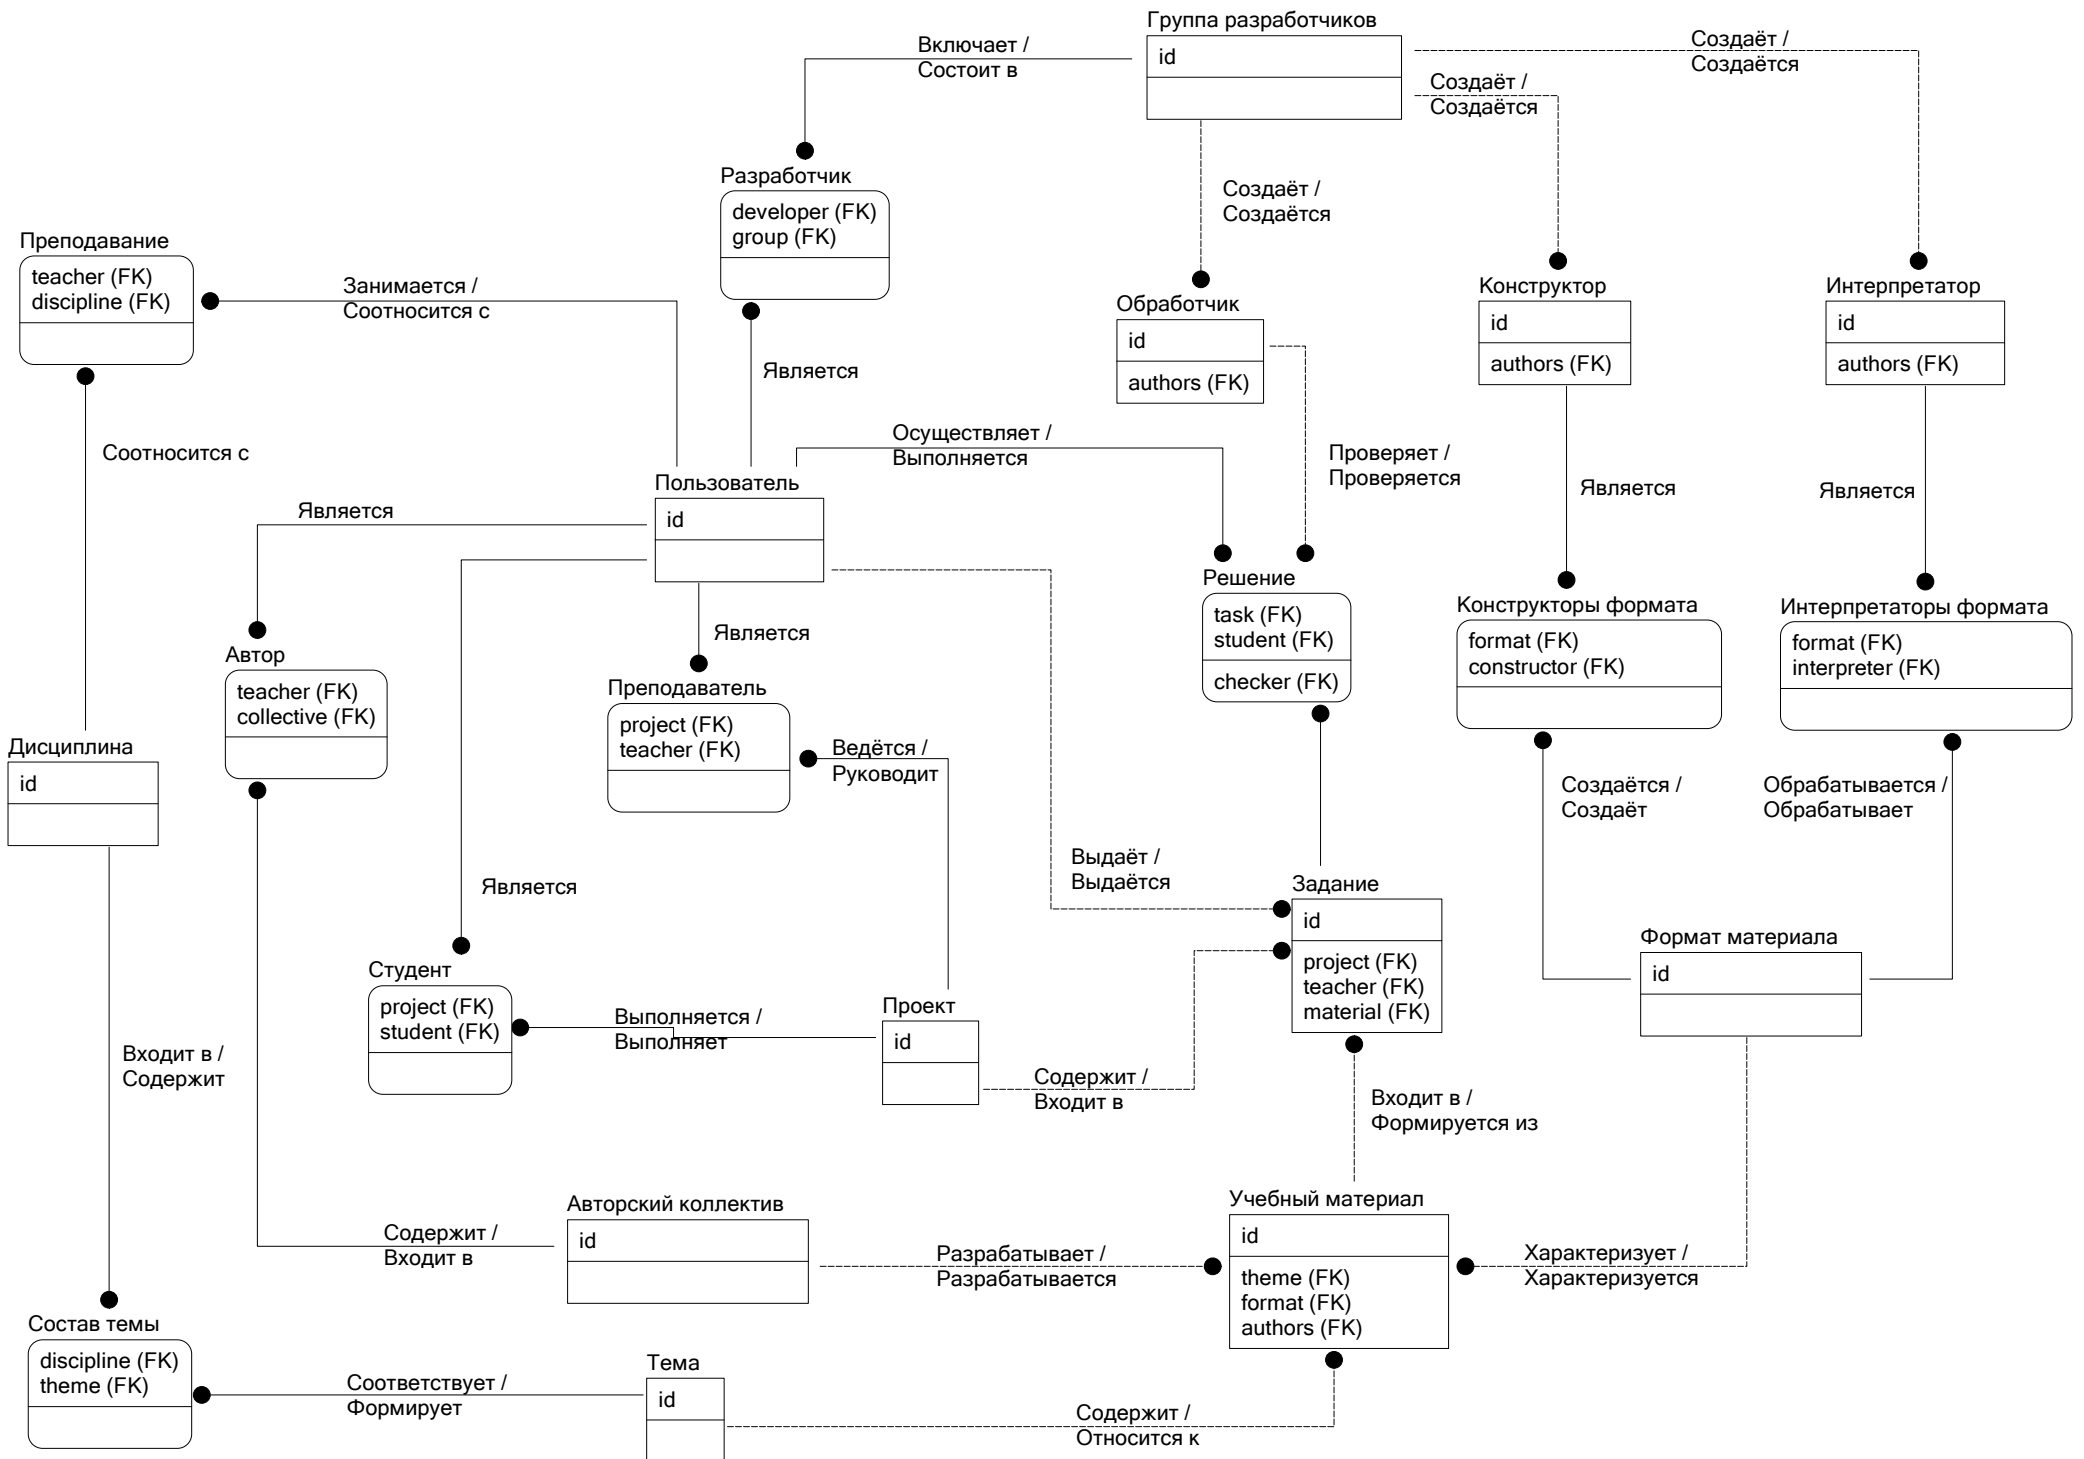 Группа разработчиков
id
Включает /
Состоит в
Создаёт /
Создаётся
Создаёт /
Создаётся
Создаёт /
Создаётся
Разработчик
developer (FK)
group (FK)
Преподавание
teacher (FK)
discipline (FK)
Занимается /
Соотносится с
Обработчик
id
authors (FK)
Конструктор
id
authors (FK)
Интерпретатор
id
authors (FK)
Является
Соотносится с
Осуществляет /
Выполняется
Проверяет /
Проверяется
Является
Является
Пользователь
id
Является
Решение
task (FK)
student (FK)
checker (FK)
Конструкторы формата
format (FK)
constructor (FK)
Интерпретаторы формата
format (FK)
interpreter (FK)
Является
Автор
teacher (FK)
collective (FK)
Преподаватель
project (FK)
teacher (FK)
Ведётся /
Руководит
Дисциплина
id
Создаётся /
Создаёт
Обрабатывается /
Обрабатывает
Является
Выдаёт /
Выдаётся
Задание
id
project (FK)
teacher (FK)
material (FK)
Формат материала
id
Студент
project (FK)
student (FK)
Выполняется /
Выполняет
Проект
id
Входит в /
Содержит
Содержит /
Входит в
Входит в /
Формируется из
Авторский коллектив
id
Содержит /
Входит в
Разрабатывает /
Разрабатывается
Учебный материал
id
theme (FK)
format (FK)
authors (FK)
Характеризует /
Характеризуется
Состав темы
discipline (FK)
theme (FK)
Соответствует /
Формирует
Тема
id
Содержит /
Относится к